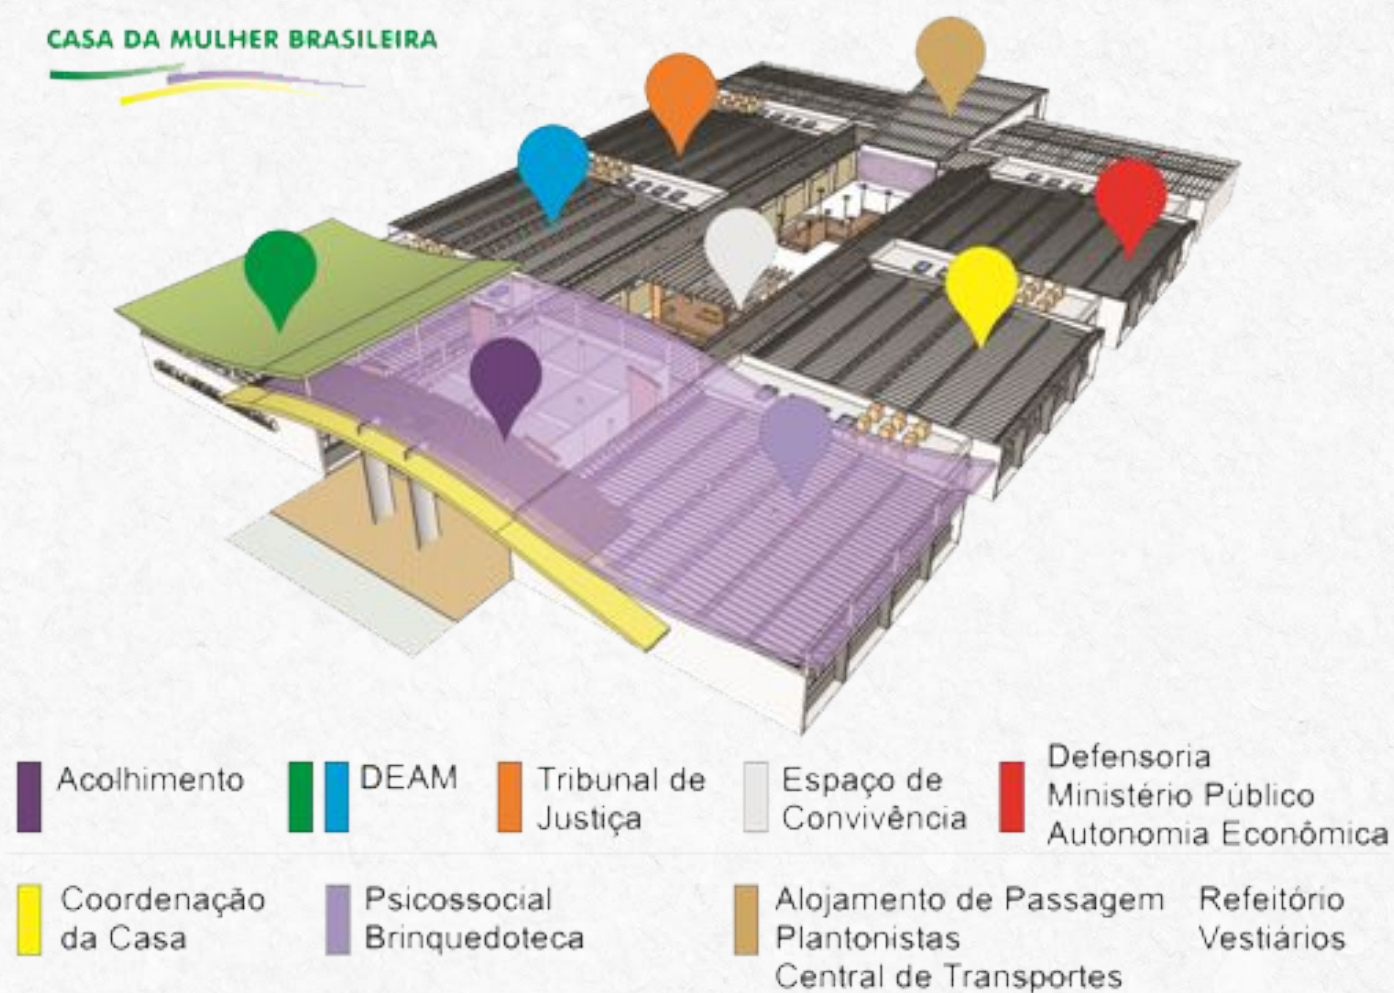 CASA DA MULHER BRASILEIRA
Acolhimento
DEAM
Tribunal de
Justiça
Espaço de
Convivência
Defensoria
Ministério Público
Autonomia Econômica
Coordenação
da Casa
Psicossocial
Brinquedoteca
Alojamento de Passagem
Plantonistas
Central de Transportes
Refeitório
Vestiários